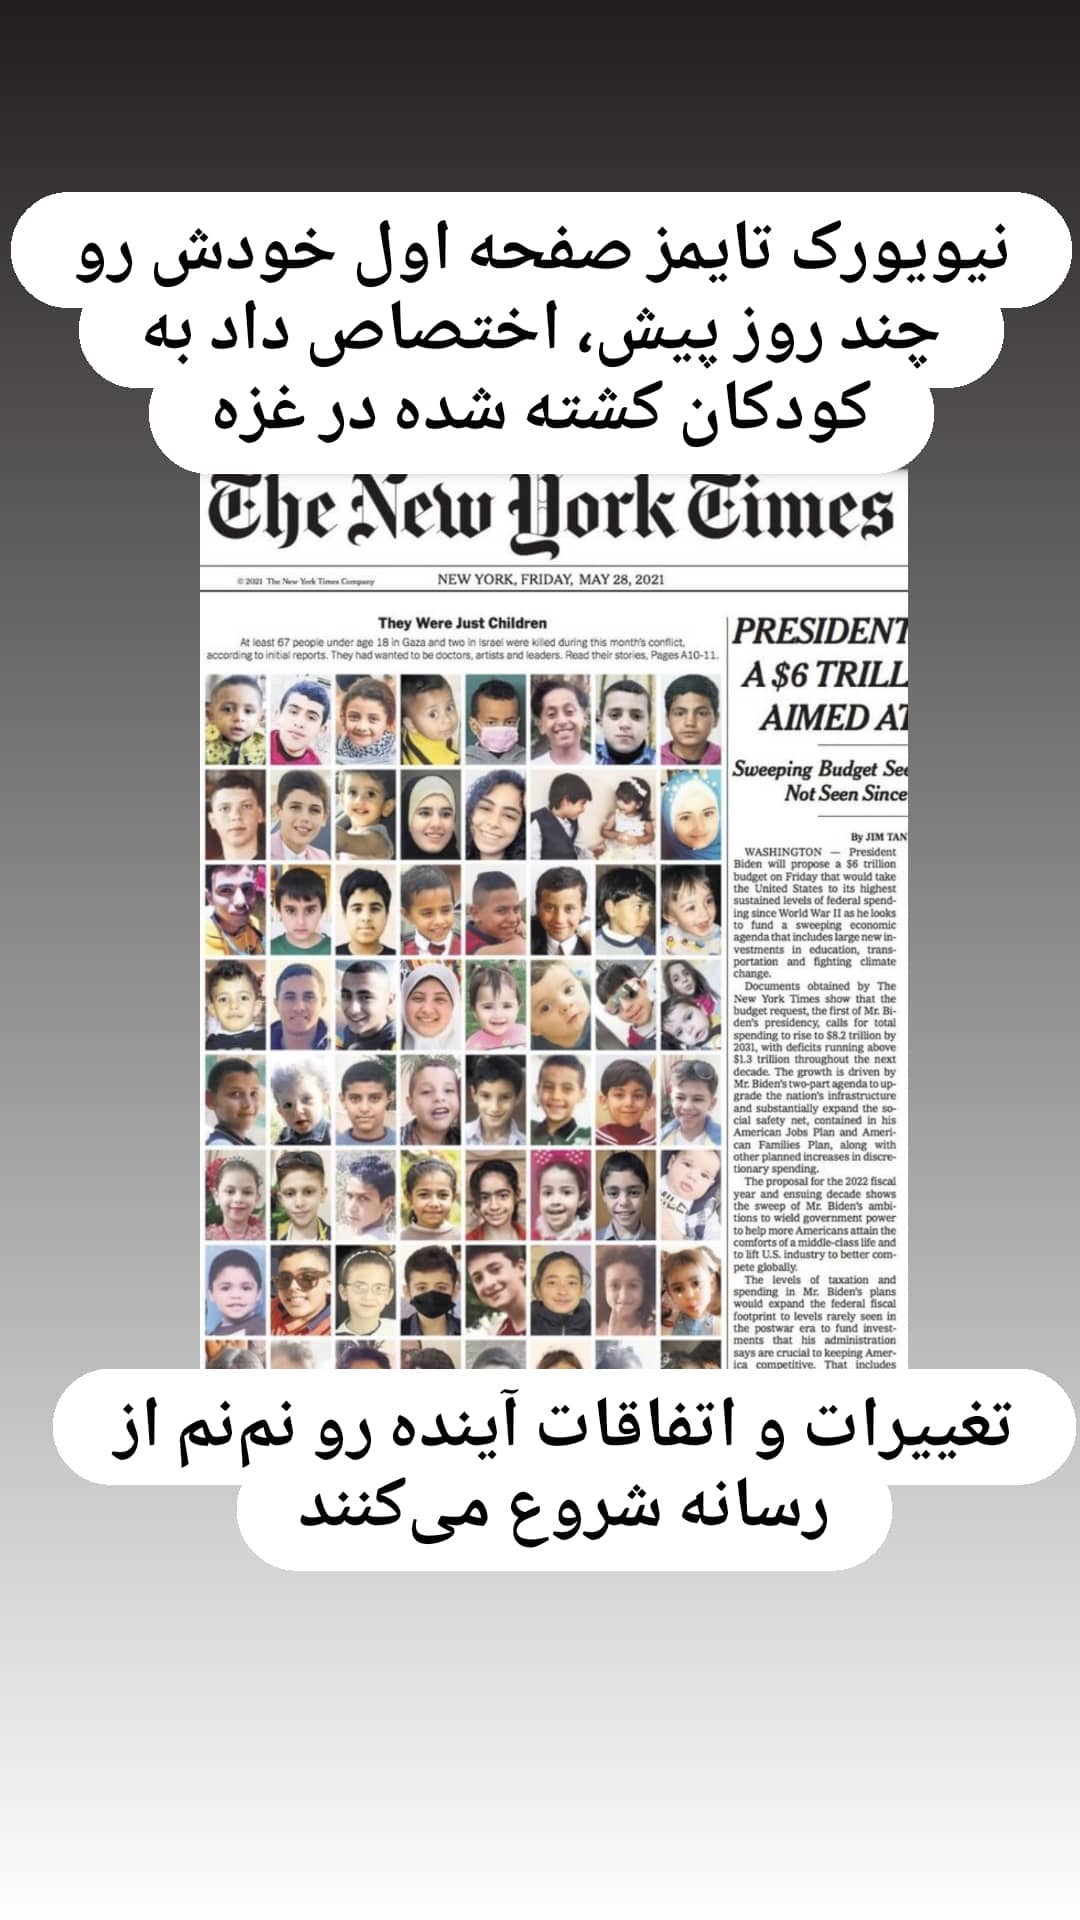 نیویورک تایمز صفحه اول خودش رو
چند روز پیش، اختصاص داد به
کودکان کشته شده در غزه
The New York Times
© 2021 The New York Times Company
NEW YORK, FRIDAY, MAY 28, 2021
They Were Just Children
At least 67 people under age 18 in Gaza and two in Israel were killed during this month's conflict,
according to initial reports. They had wanted to be doctors, artists and leaders. Read their stories, Pages A10-11.
PRESIDENT
A $6 TRILL
AIMED AT
Sweeping Budget See
Not Seen Since
By JIM TAN
WASHINGTON — President
Biden will propose a $6 trillion
budget on Friday that would take
the United States to its highest
sustained levels of federal spend-
ing since World War II as he looks
to fund a sweeping economic
agenda that includes large new in-
vestments in education, trans-
portation and fighting climate
change.
Documents obtained by The
New York Times show that the
budget request, the first of Mr. Bi-
den's presidency, calls for total
spending to rise to $8.2 trillion by
2031, with deficits running above
$1.3 trillion throughout the next
decade. The growth is driven by
Mr. Biden's two-part agenda to up-
grade the nation's infrastructure
and substantially expand the so-
cial safety net, contained in his
American Jobs Plan and Ameri-
can Families Plan, along with
other planned increases in discre-
tionary spending.
The proposal for the 2022 fiscal
year and ensuing decade shows
the sweep of Mr. Biden's ambi-
tions to wield government power
to help more Americans attain the
comforts of a middle-class life and
to lift U.S. industry to better com-
pete globally.
The levels of taxation and
spending in Mr. Biden's plans
would expand the federal fiscal
footprint to levels rarely seen in
the postwar era to fund invest-
ments that his administration
says are crucial to keeping Amer-
ica competitive. That includes
تغییرات و اتفاقات آینده رو نم‌نم از
رسانه شروع می‌کنند